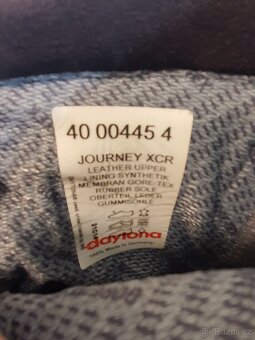 40 00445 4
JOURNEY XCR
LEATHER UPPER
LINING SYNTHETIK
MEMBRAN GORE-TEX
RUBBER SOLE
OBERTEIL LEDER
GUMMISOHLE
daytona
100% Made in Germany